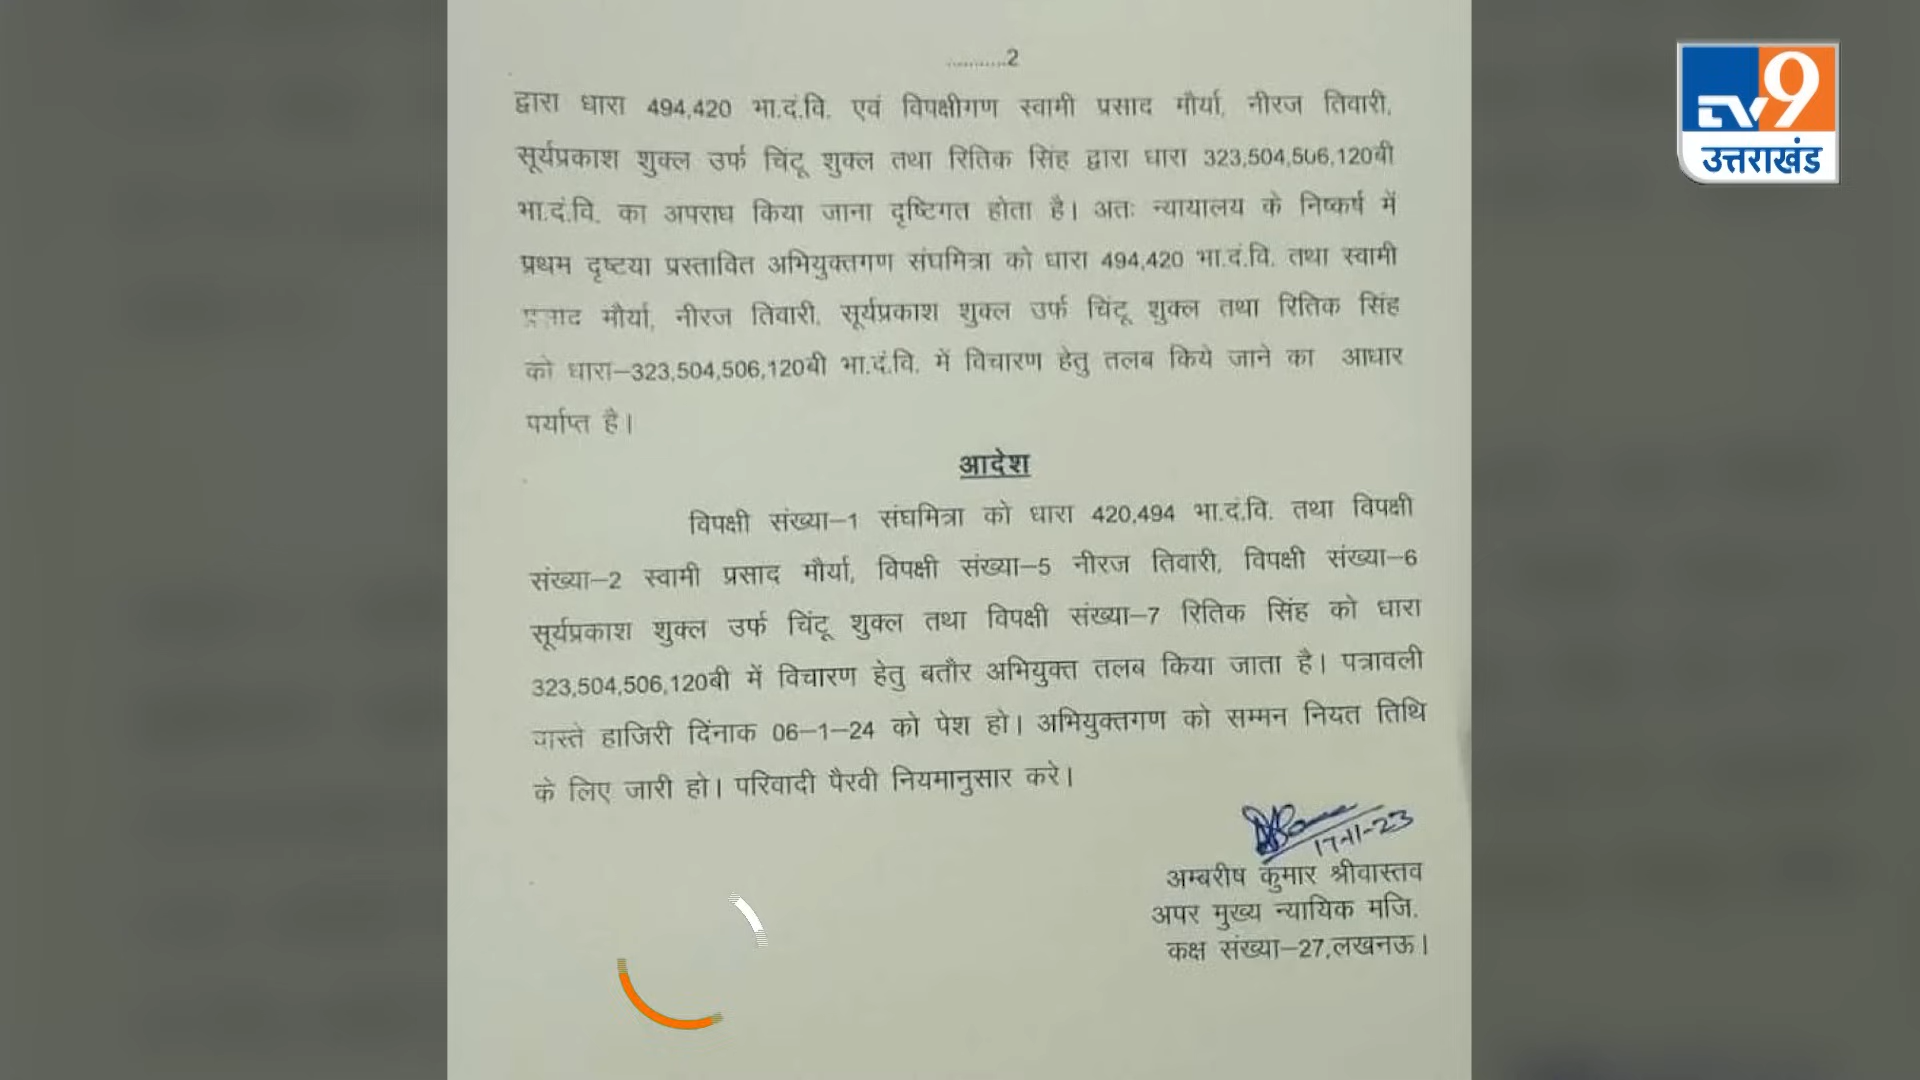 ............2
द्वारा धारा 494,420 भा.दं.वि. एवं विपक्षीगण स्वामी प्रसाद मौर्या, नीरज तिवारी,
सूर्यप्रकाश शुक्ल उर्फ चिंटू शुक्ल तथा रितिक सिंह द्वारा धारा 323,504,506,120बी
भा.दं.वि. का अपराध किया जाना दृष्टिगत होता है। अतः न्यायालय के निष्कर्ष में
प्रथम दृष्टया प्रस्तावित अभियुक्तगण संघमित्रा को धारा 494,420 भा.दं.वि. तथा स्वामी
प्रसाद मौर्या, नीरज तिवारी, सूर्यप्रकाश शुक्ल उर्फ चिंटू शुक्ल तथा रितिक सिंह
को धारा–323,504,506,120बी भा.दं.वि. में विचारण हेतु तलब किये जाने का आधार
पर्याप्त है।
आदेश
विपक्षी संख्या–1 संघमित्रा को धारा 420,494 भा.दं.वि. तथा विपक्षी
संख्या–2 स्वामी प्रसाद मौर्या, विपक्षी संख्या–5 नीरज तिवारी, विपक्षी संख्या–6
सूर्यप्रकाश शुक्ल उर्फ चिंटू शुक्ल तथा विपक्षी संख्या–7 रितिक सिंह को धारा
323,504,506,120बी में विचारण हेतु बतौर अभियुक्त तलब किया जाता है। पत्रावली
वास्ते हाजिरी दिंनाक 06–1–24 को पेश हो। अभियुक्तगण को सम्मन नियत तिथि
के लिए जारी हो। परिवादी पैरवी नियमानुसार करे।
17-11-23
अम्बरीष कुमार श्रीवास्तव
अपर मुख्य न्यायिक मजि.
कक्ष संख्या–27,लखनऊ।
TV9
उत्तराखंड